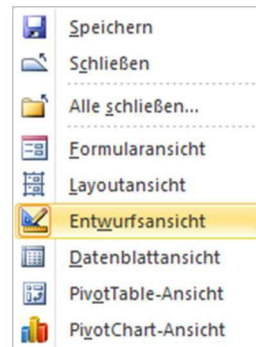 Speichern
Schließen
Alle schließen...
Formularansicht
Layoutansicht
Entwurfsansicht
Datenblattansicht
PivotTable-Ansicht
PivotChart-Ansicht